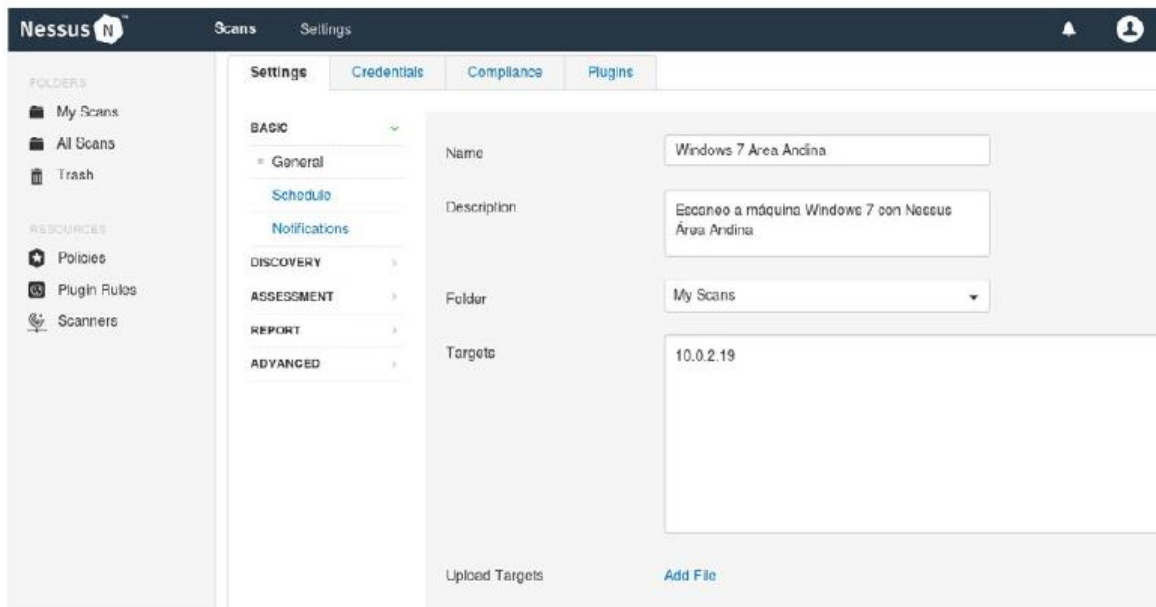 Nessus N
Scans
Settings
FOLDERS
My Scans
All Scans
Trash
RESOURCES
Policies
Plugin Rules
Scanners
Settings
Credentials
Compliance
Plugins
BASIC
General
Schedule
Notifications
DISCOVERY
ASSESSMENT
REPORT
ADVANCED
Name
Windows 7 Area Andina
Description
Escaneo a máquina Windows 7 con Nessus
Área Andina
Folder
My Scans
Targets
10.0.2.19
Upload Targets
Add File